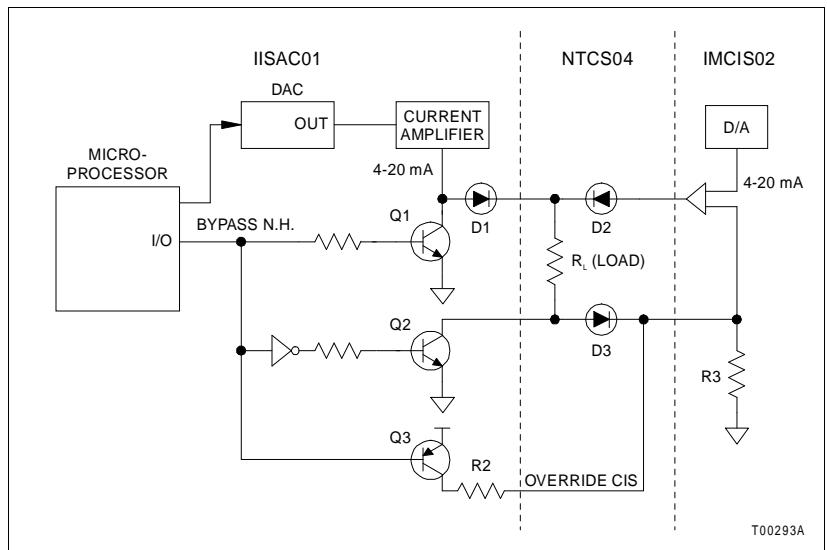 IISAC01
NTCS04
IMCIS02
DAC
OUT
CURRENT
AMPLIFIER
D/A
MICRO-
PROCESSOR
4-20 mA
4-20 mA
I/O
BYPASS N.H.
Q1
D1
D2
RL (LOAD)
Q2
D3
R3
Q3
R2
OVERRIDE CIS
T00293A